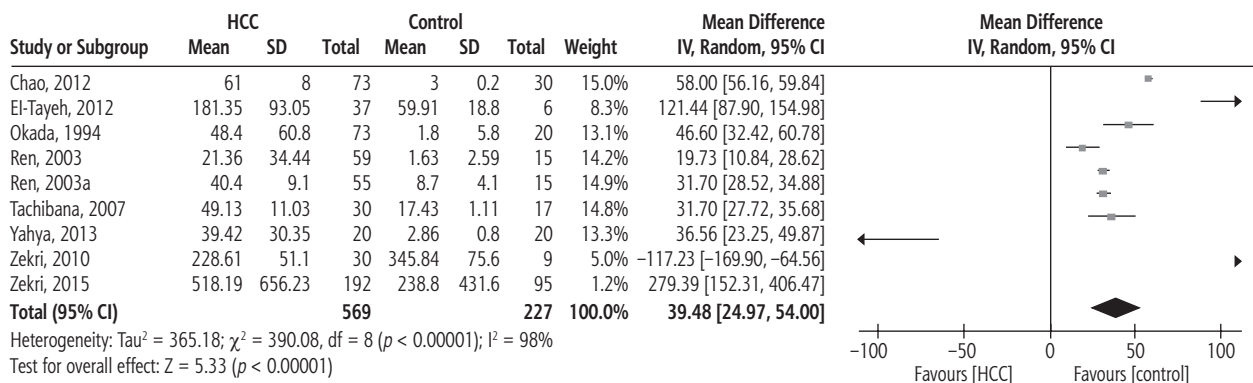 HCC Control Mean Difference Mean Difference
Study or Subgroup Mean SD Total Mean SD Total Weight IV, Random, 95% CI IV, Random, 95% CI
Chao, 2012 61 8 73 3 0.2 30 15.0% 58.00 [56.16, 59.84]
El-Tayeh, 2012 181.35 93.05 37 59.91 18.8 6 8.3% 121.44 [87.90, 154.98]
Okada, 1994 48.4 60.8 73 1.8 5.8 20 13.1% 46.60 [32.42, 60.78]
Ren, 2003 21.36 34.44 59 1.63 2.59 15 14.2% 19.73 [10.84, 28.62]
Ren, 2003a 40.4 9.1 55 8.7 4.1 15 14.9% 31.70 [28.52, 34.88]
Tachibana, 2007 49.13 11.03 30 17.43 1.11 17 14.8% 31.70 [27.72, 35.68]
Yahya, 2013 39.42 30.35 20 2.86 0.8 20 13.3% 36.56 [23.25, 49.87]
Zekri, 2010 228.61 51.1 30 345.84 75.6 9 5.0% −117.23 [−169.90, −64.56]
Zekri, 2015 518.19 656.23 192 238.8 431.6 95 1.2% 279.39 [152.31, 406.47]
Total (95% CI) 569 227 100.0% 39.48 [24.97, 54.00]
Heterogeneity: Tau² = 365.18; χ² = 390.08, df = 8 (p < 0.00001); I² = 98%
Test for overall effect: Z = 5.33 (p < 0.00001)
−100 −50 0 50 100
Favours [HCC] Favours [control]